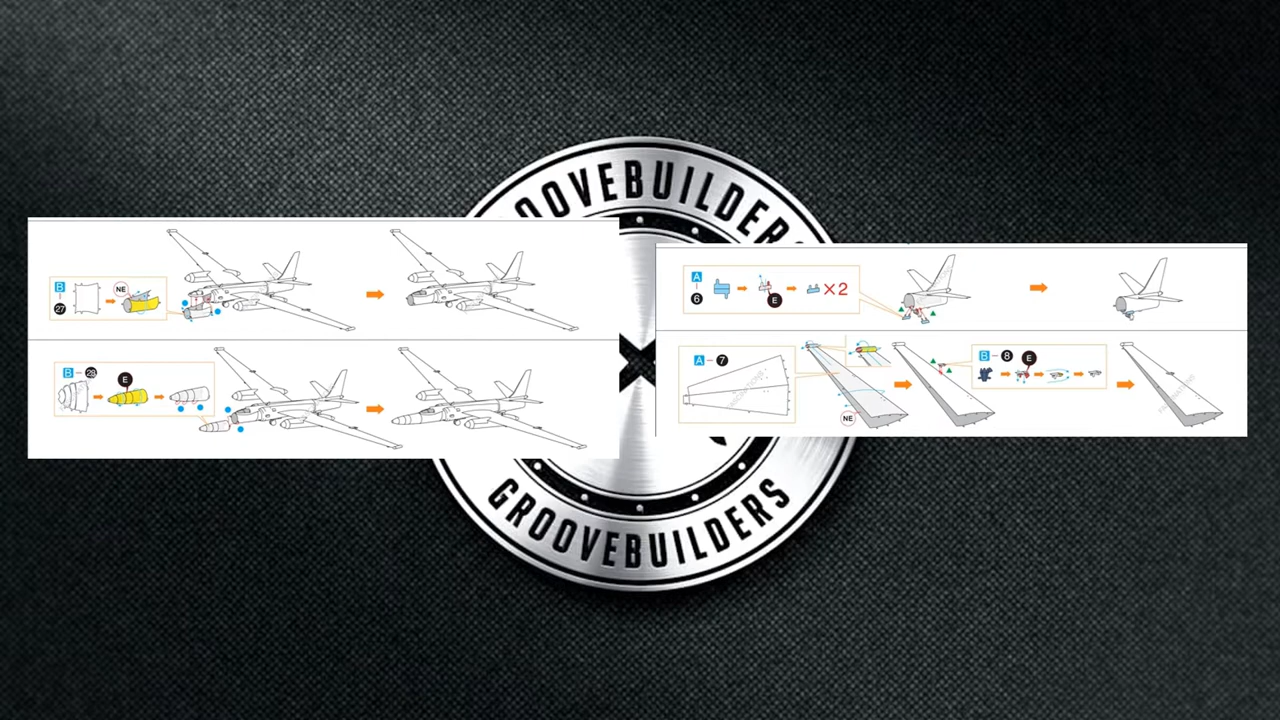 GROOVEBUILDERS
B
27
NE
B - 28
E
A
6
E
×2
A - 7
NE
B - 8
E
GROOVEBUILDERS